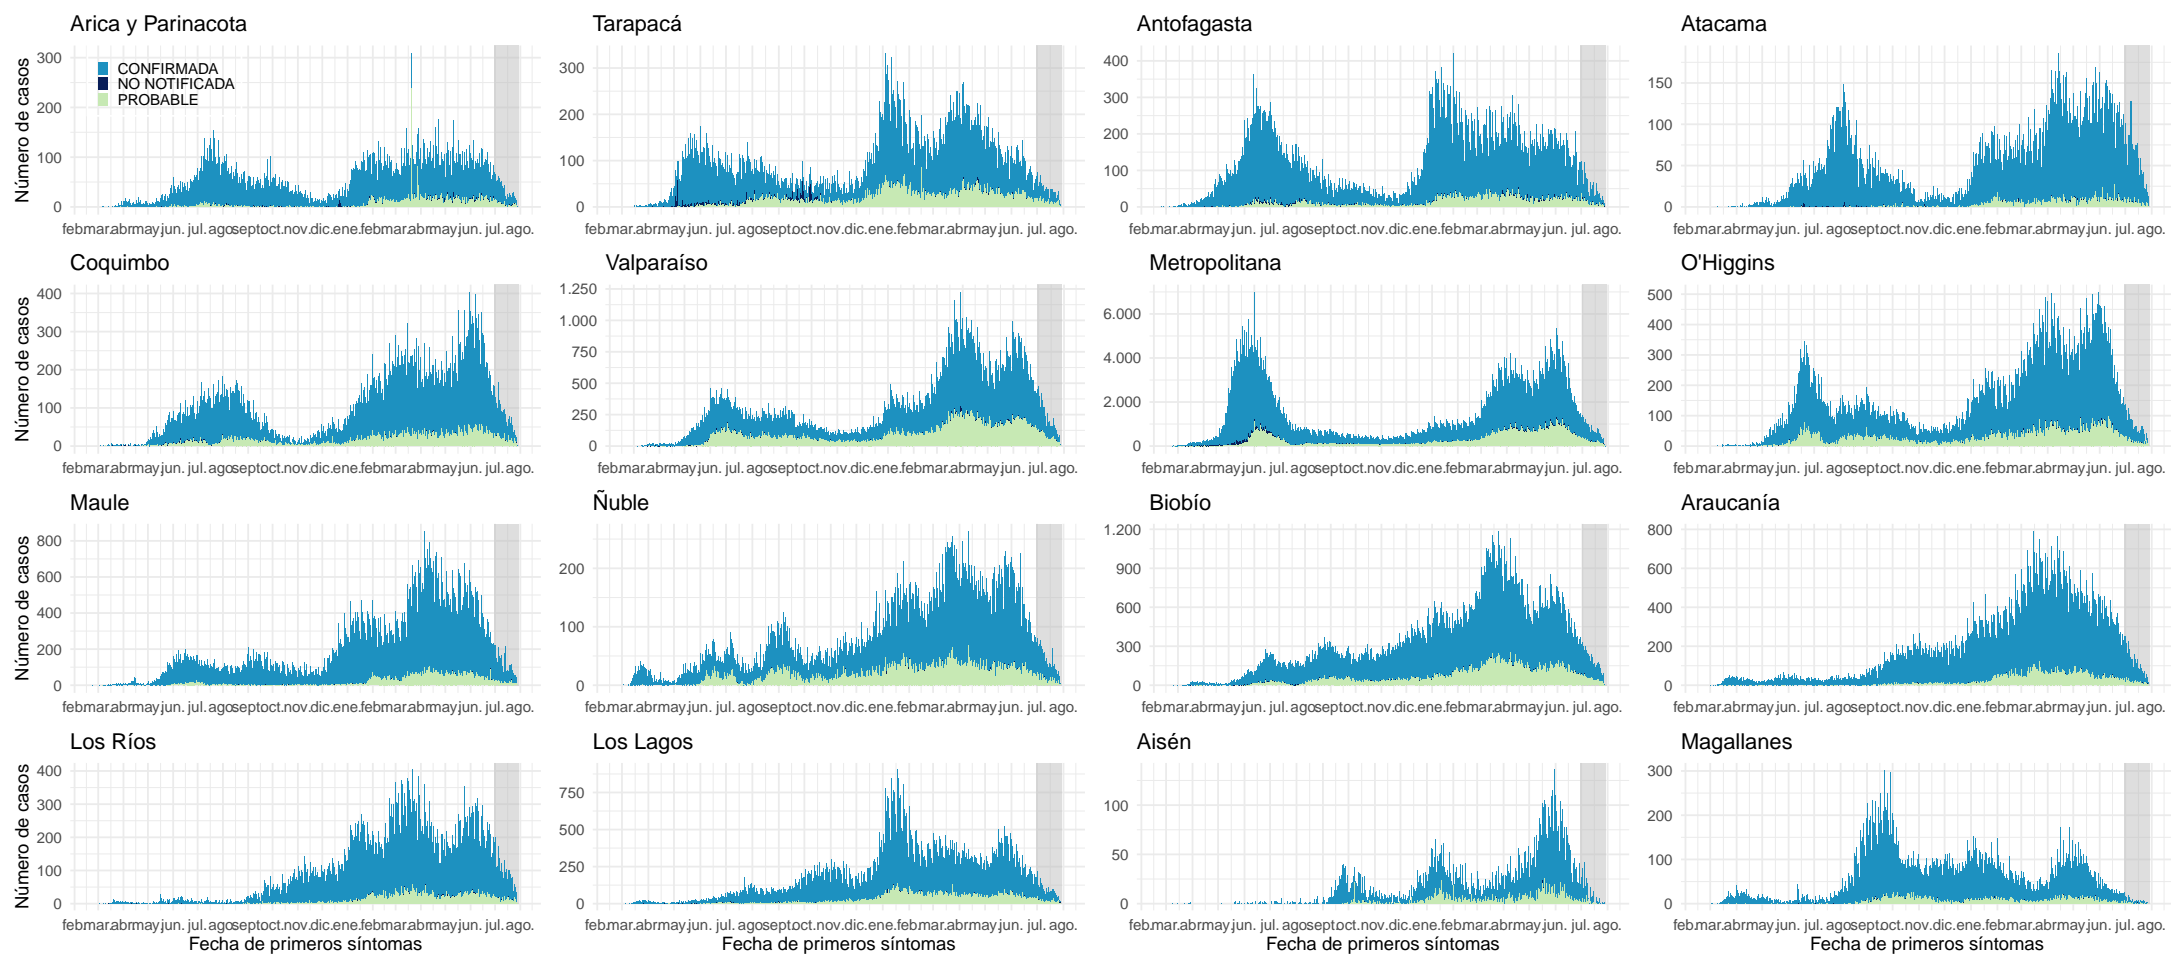 Arica y Parinacota
Tarapacá
Antofagasta
Atacama
Número de casos
300
200
100
0
CONFIRMADA
NO NOTIFICADA
PROBABLE
300
200
100
0
400
300
200
100
0
150
100
50
0
feb.mar.abr.may.jun. jul. ago.sept.oct.nov.dic.ene.feb.mar.abr.may.jun. jul. ago.
feb.mar.abr.may.jun. jul. ago.sept.oct.nov.dic.ene.feb.mar.abr.may.jun. jul. ago.
feb.mar.abr.may.jun. jul. ago.sept.oct.nov.dic.ene.feb.mar.abr.may.jun. jul. ago.
feb.mar.abr.may.jun. jul. ago.sept.oct.nov.dic.ene.feb.mar.abr.may.jun. jul. ago.
Coquimbo
Valparaíso
Metropolitana
O'Higgins
Número de casos
400
300
200
100
0
1.250
1.000
750
500
250
0
6.000
4.000
2.000
0
500
400
300
200
100
0
feb.mar.abr.may.jun. jul. ago.sept.oct.nov.dic.ene.feb.mar.abr.may.jun. jul. ago.
feb.mar.abr.may.jun. jul. ago.sept.oct.nov.dic.ene.feb.mar.abr.may.jun. jul. ago.
feb.mar.abr.may.jun. jul. ago.sept.oct.nov.dic.ene.feb.mar.abr.may.jun. jul. ago.
feb.mar.abr.may.jun. jul. ago.sept.oct.nov.dic.ene.feb.mar.abr.may.jun. jul. ago.
Maule
Ñuble
Biobío
Araucanía
Número de casos
800
600
400
200
0
200
100
0
1.200
900
600
300
0
800
600
400
200
0
feb.mar.abr.may.jun. jul. ago.sept.oct.nov.dic.ene.feb.mar.abr.may.jun. jul. ago.
feb.mar.abr.may.jun. jul. ago.sept.oct.nov.dic.ene.feb.mar.abr.may.jun. jul. ago.
feb.mar.abr.may.jun. jul. ago.sept.oct.nov.dic.ene.feb.mar.abr.may.jun. jul. ago.
feb.mar.abr.may.jun. jul. ago.sept.oct.nov.dic.ene.feb.mar.abr.may.jun. jul. ago.
Los Ríos
Los Lagos
Aisén
Magallanes
Número de casos
400
300
200
100
0
750
500
250
0
100
50
0
300
200
100
0
feb.mar.abr.may.jun. jul. ago.sept.oct.nov.dic.ene.feb.mar.abr.may.jun. jul. ago.
feb.mar.abr.may.jun. jul. ago.sept.oct.nov.dic.ene.feb.mar.abr.may.jun. jul. ago.
feb.mar.abr.may.jun. jul. ago.sept.oct.nov.dic.ene.feb.mar.abr.may.jun. jul. ago.
feb.mar.abr.may.jun. jul. ago.sept.oct.nov.dic.ene.feb.mar.abr.may.jun. jul. ago.
Fecha de primeros síntomas
Fecha de primeros síntomas
Fecha de primeros síntomas
Fecha de primeros síntomas